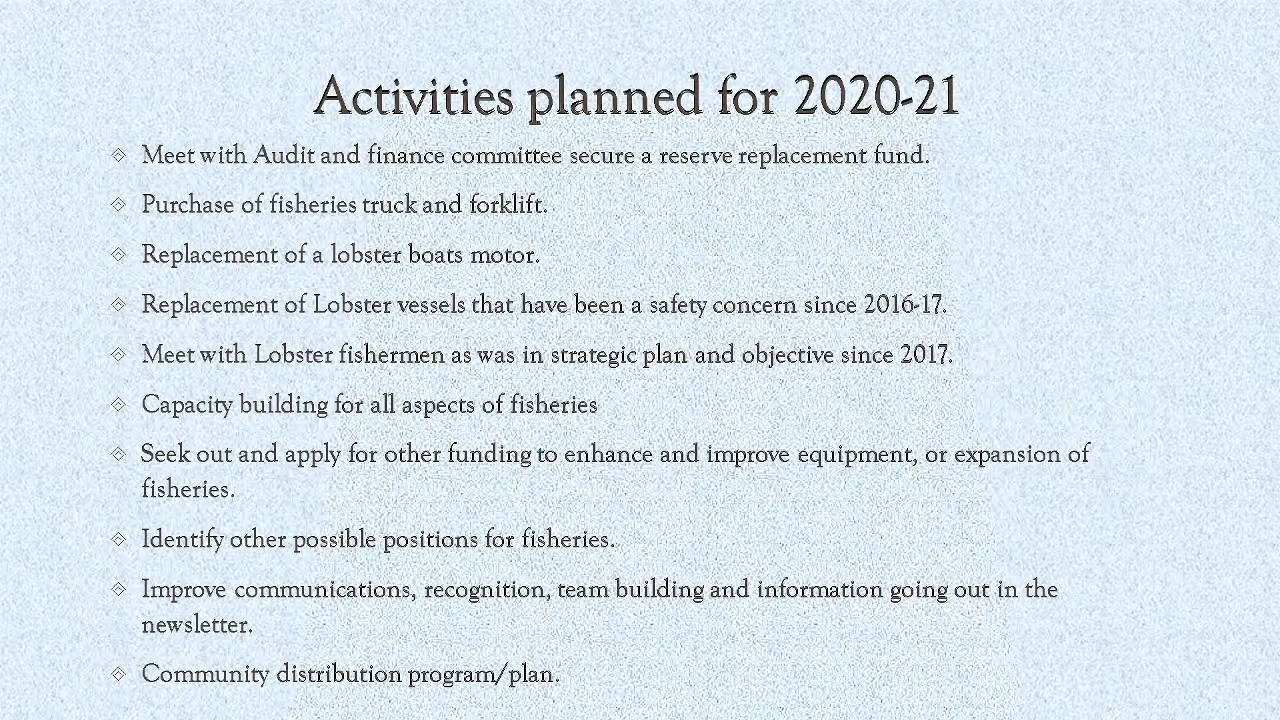 Activities planned for 2020-21
Meet with Audit and finance committee secure a reserve replacement fund.
Purchase of fisheries truck and forklift.
Replacement of a lobster boats motor.
Replacement of Lobster vessels that have been a safety concern since 2016-17.
Meet with Lobster fishermen as was in strategic plan and objective since 2017.
Capacity building for all aspects of fisheries
Seek out and apply for other funding to enhance and improve equipment, or expansion of
fisheries.
Identify other possible positions for fisheries.
Improve communications, recognition, team building and information going out in the
newsletter.
Community distribution program/plan.